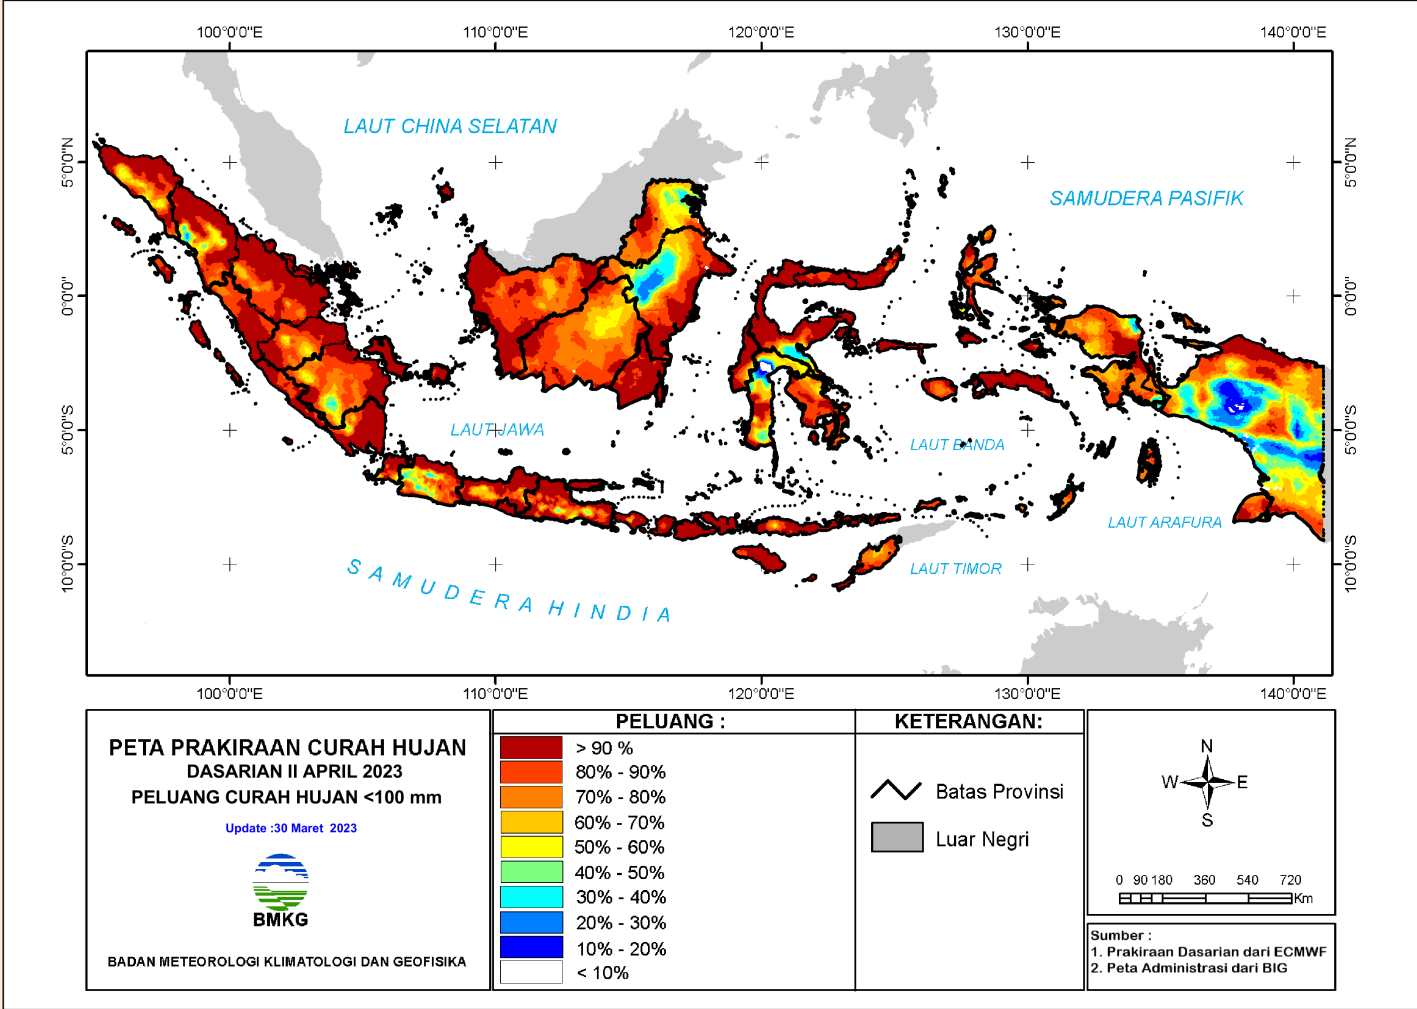 100°0'0"E 110°0'0"E 120°0'0"E 130°0'0"E 140°0'0"E
5°0'0"N 5°0'0"N
0°0'0" 0°0'0"
5°0'0"S 5°0'0"S
10°0'0"S 10°0'0"S
LAUT CHINA SELATAN
SAMUDERA PASIFIK
LAUT JAWA
LAUT BANDA
LAUT ARAFURA
LAUT TIMOR
SAMUDERA HINDIA
100°0'0"E 110°0'0"E 120°0'0"E 130°0'0"E 140°0'0"E
PETA PRAKIRAAN CURAH HUJAN
DASARIAN II APRIL 2023
PELUANG CURAH HUJAN <100 mm
Update :30 Maret 2023
BMKG
BADAN METEOROLOGI KLIMATOLOGI DAN GEOFISIKA
PELUANG :
> 90 %
80% - 90%
70% - 80%
60% - 70%
50% - 60%
40% - 50%
30% - 40%
20% - 30%
10% - 20%
< 10%
KETERANGAN:
Batas Provinsi
Luar Negri
N
W E
S
0 90 180 360 540 720
Km
Sumber :
1. Prakiraan Dasarian dari ECMWF
2. Peta Administrasi dari BIG